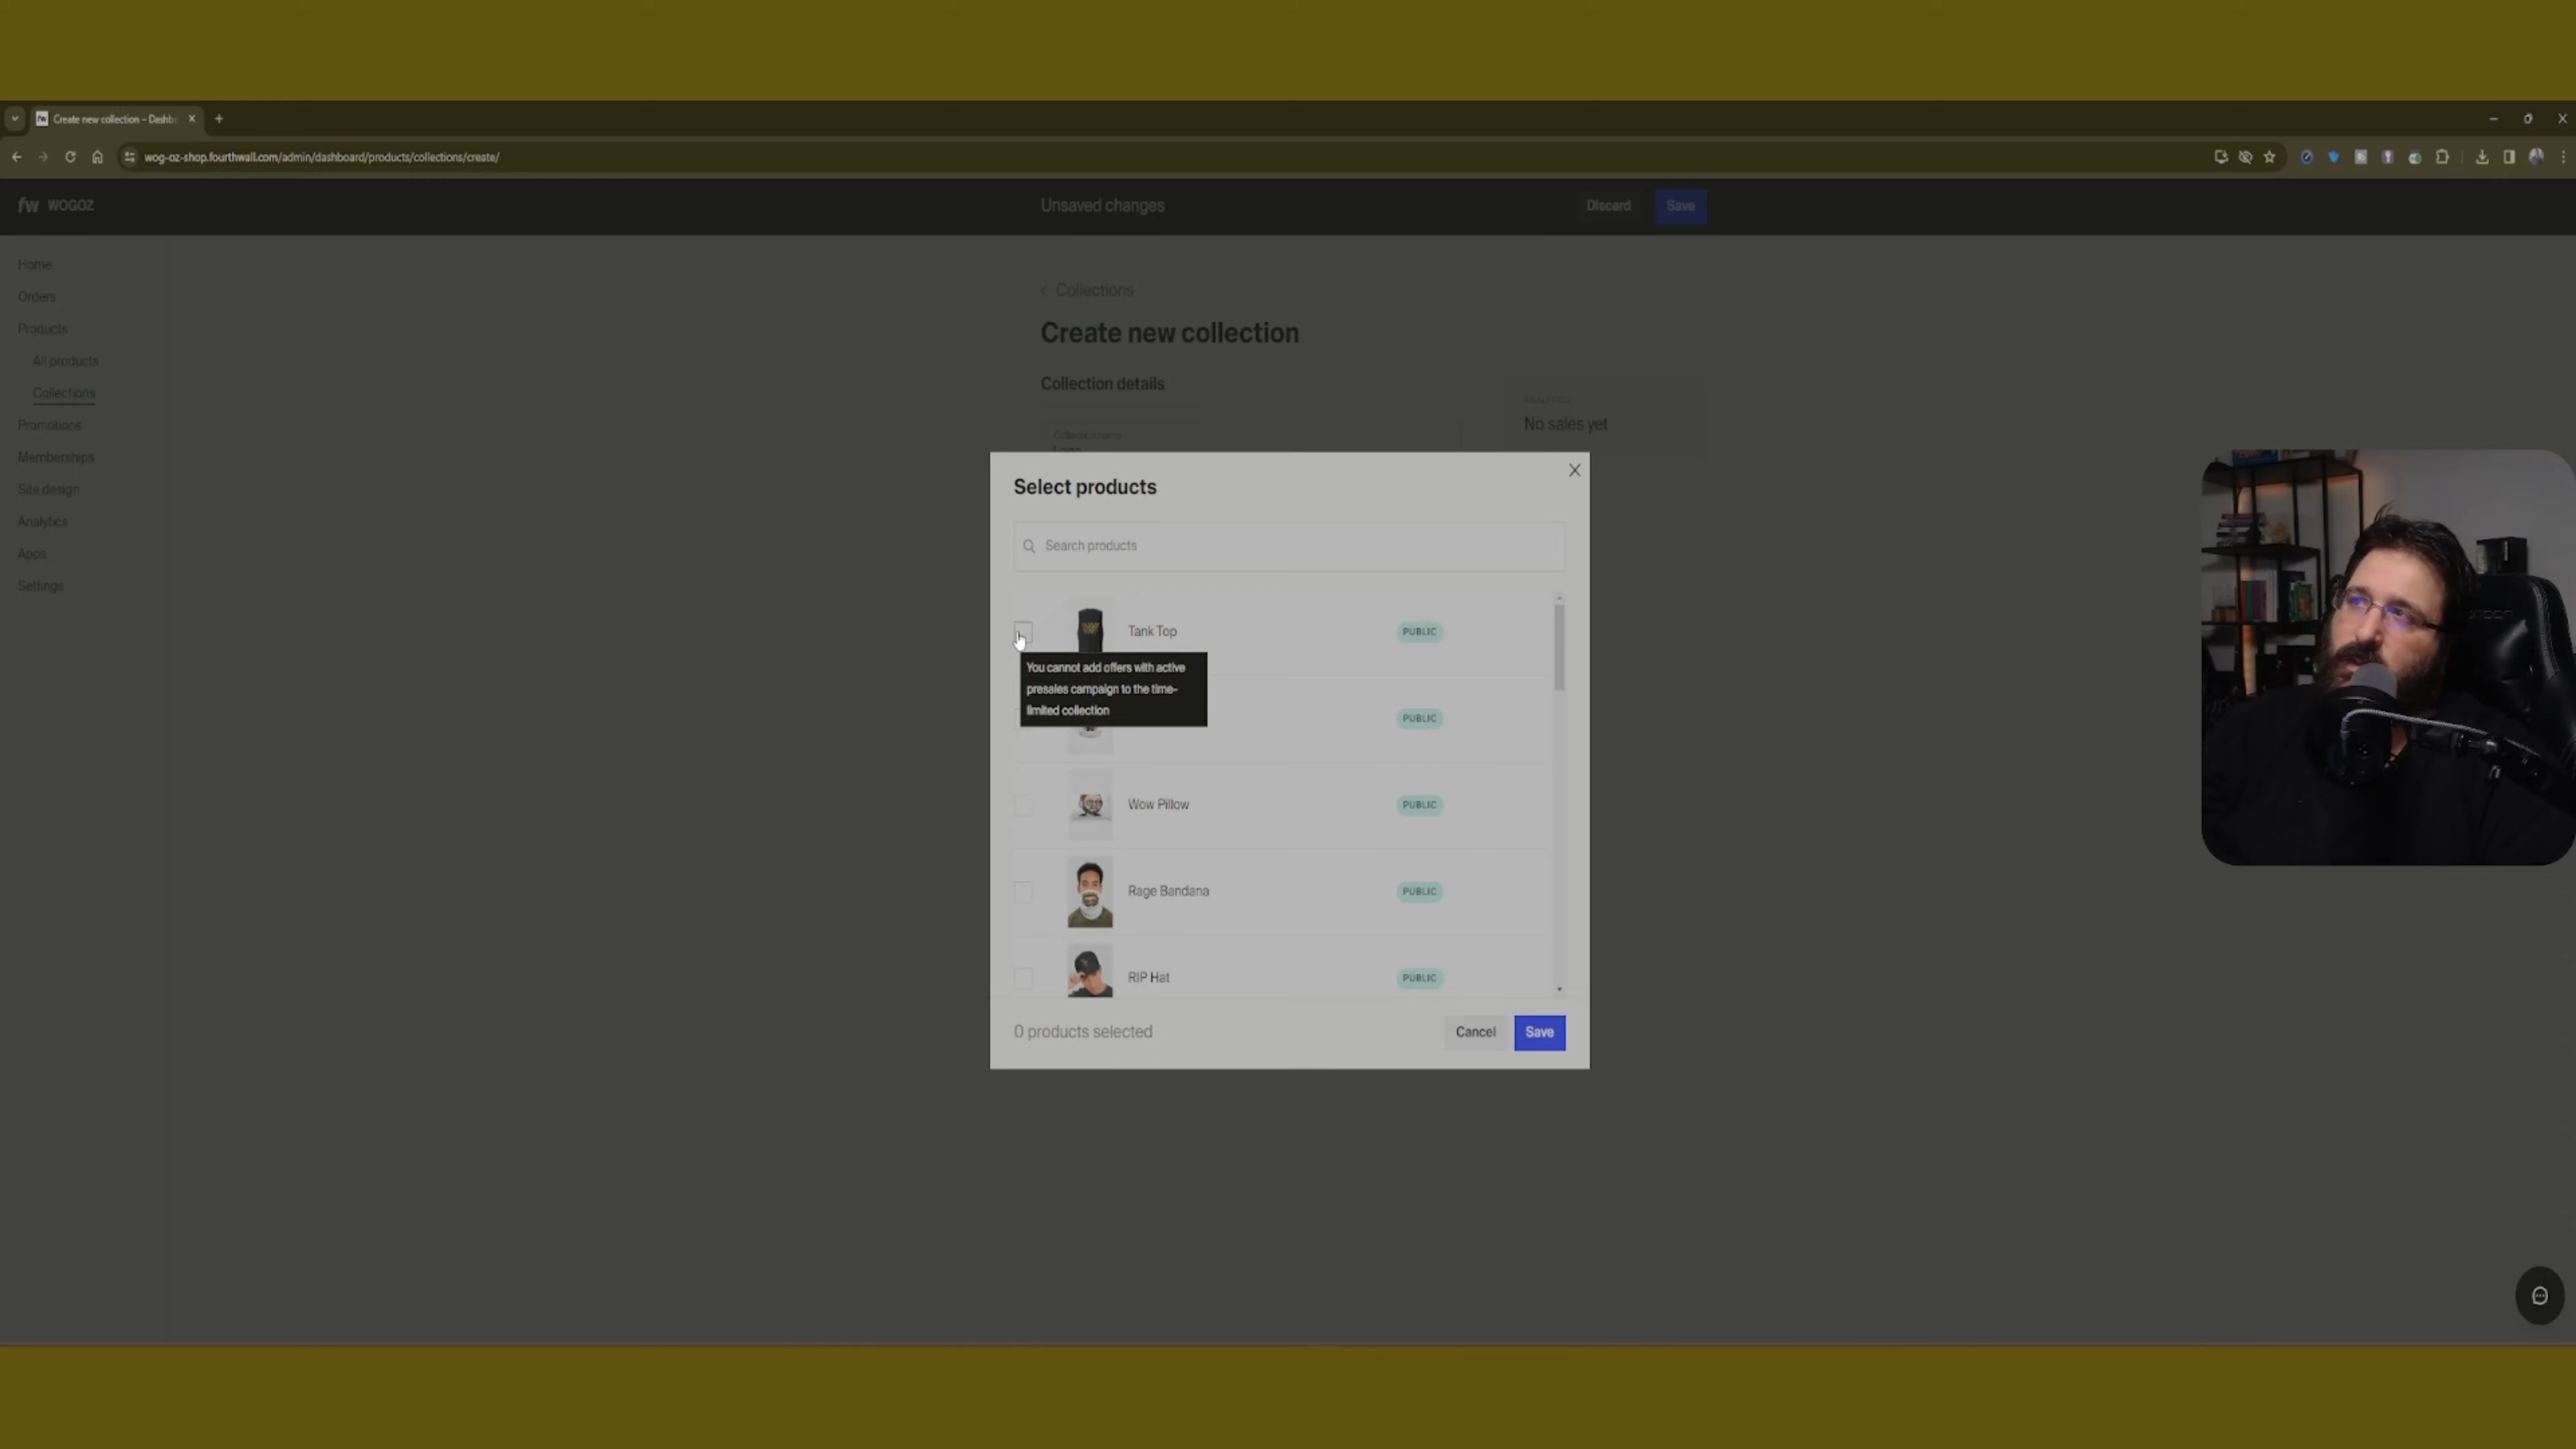 Create new collection – Dashb
wog-oz-shop.fourthwall.com/admin/dashboard/products/collections/create/
fw WOGOZ
Unsaved changes
Discard
Save
Home
Orders
Products
All products
Collections
Promotions
Memberships
Site design
Analytics
Apps
Settings
Collections
Create new collection
Collection details
Collection name
No sales yet
Select products
Search products
Tank Top
PUBLIC
You cannot add offers with active
presales campaign to the time-
limited collection
PUBLIC
Wow Pillow
PUBLIC
Rage Bandana
PUBLIC
RIP Hat
PUBLIC
0 products selected
Cancel
Save